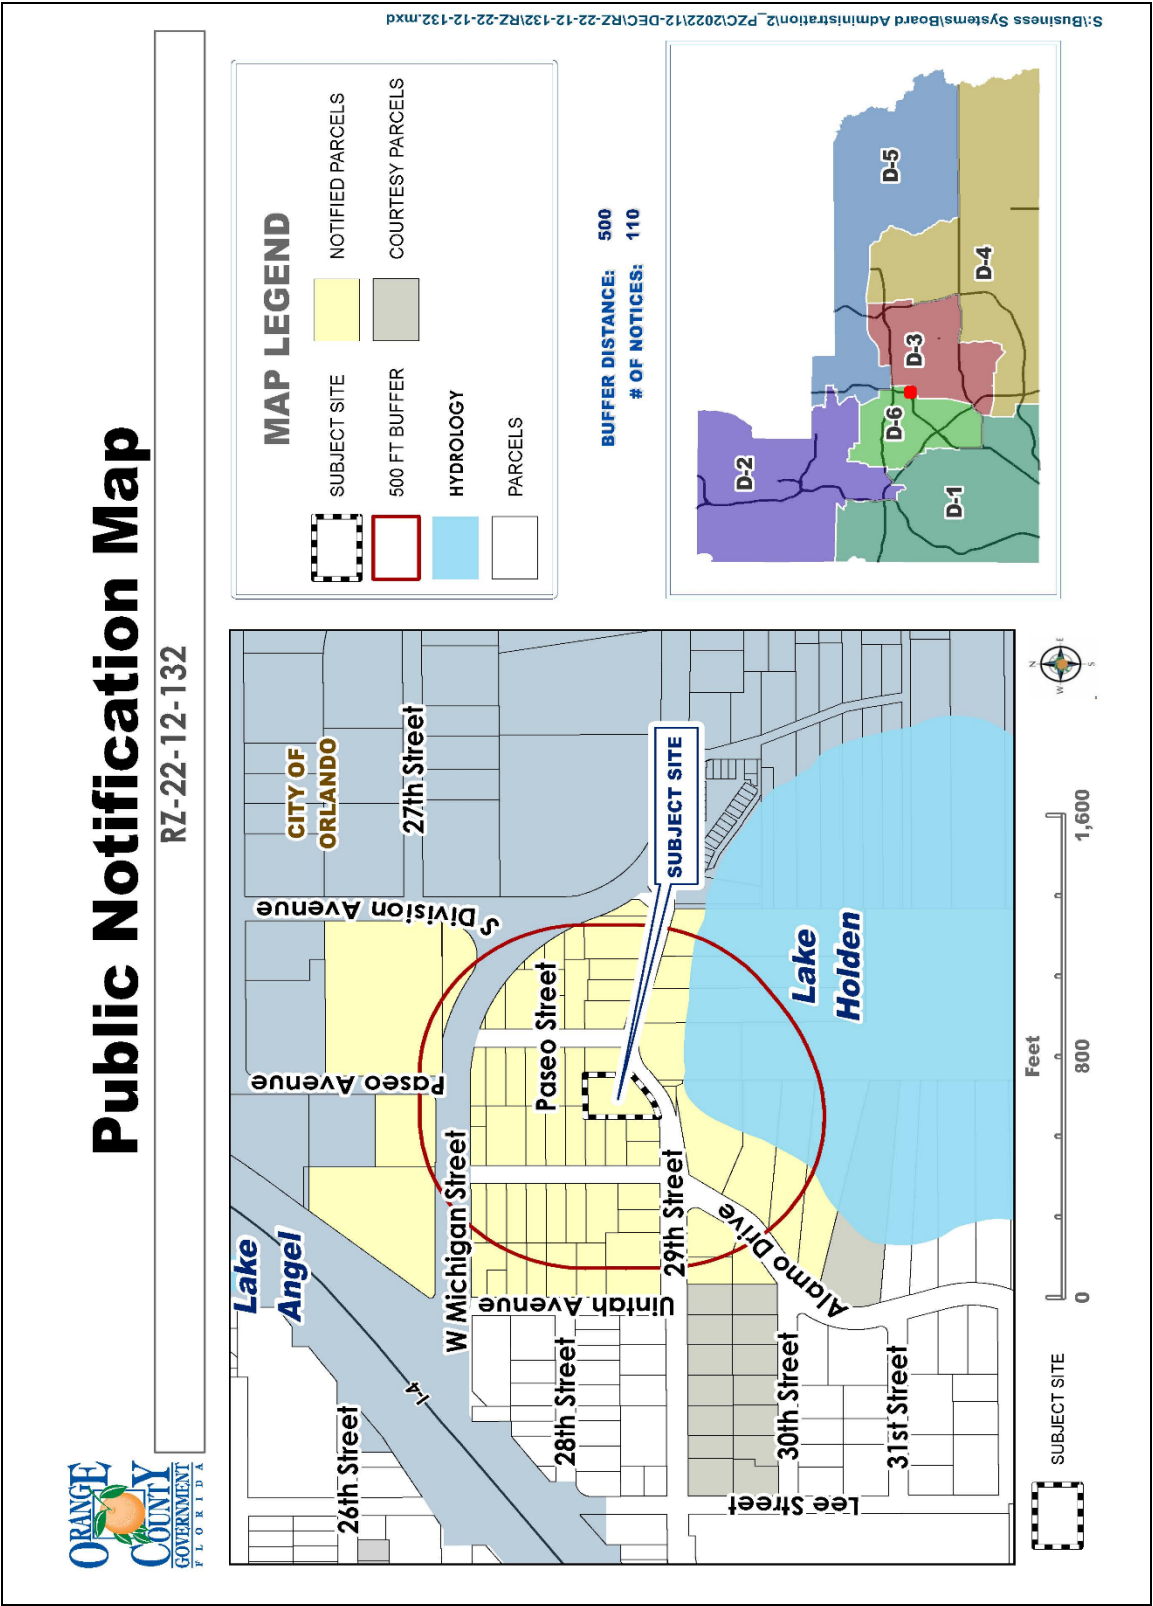 Public Notification Map
RZ-22-12-132
ORANGE
COUNTY
GOVERNMENT
FLORIDA
CITY OF
ORLANDO
27th Street
S Division Avenue
Paseo Avenue
Lake
Angel
W Michigan Street
Paseo Street
SUBJECT SITE
Lake
Holden
29th Street
Alamo Drive
Uintah Avenue
I-4
26th Street
28th Street
30th Street
31st Street
Lee Street
MAP LEGEND
SUBJECT SITE
NOTIFIED PARCELS
500 FT BUFFER
COURTESY PARCELS
HYDROLOGY
PARCELS
BUFFER DISTANCE: 500
# OF NOTICES: 110
D-2
D-5
D-6
D-3
D-4
D-1
SUBJECT SITE
Feet
0 800 1,600
N
W E
S
S:\Business Systems\Board Administration\2_PZC\2022\12-DEC\RZ-22-12-132\RZ-22-12-132.mxd